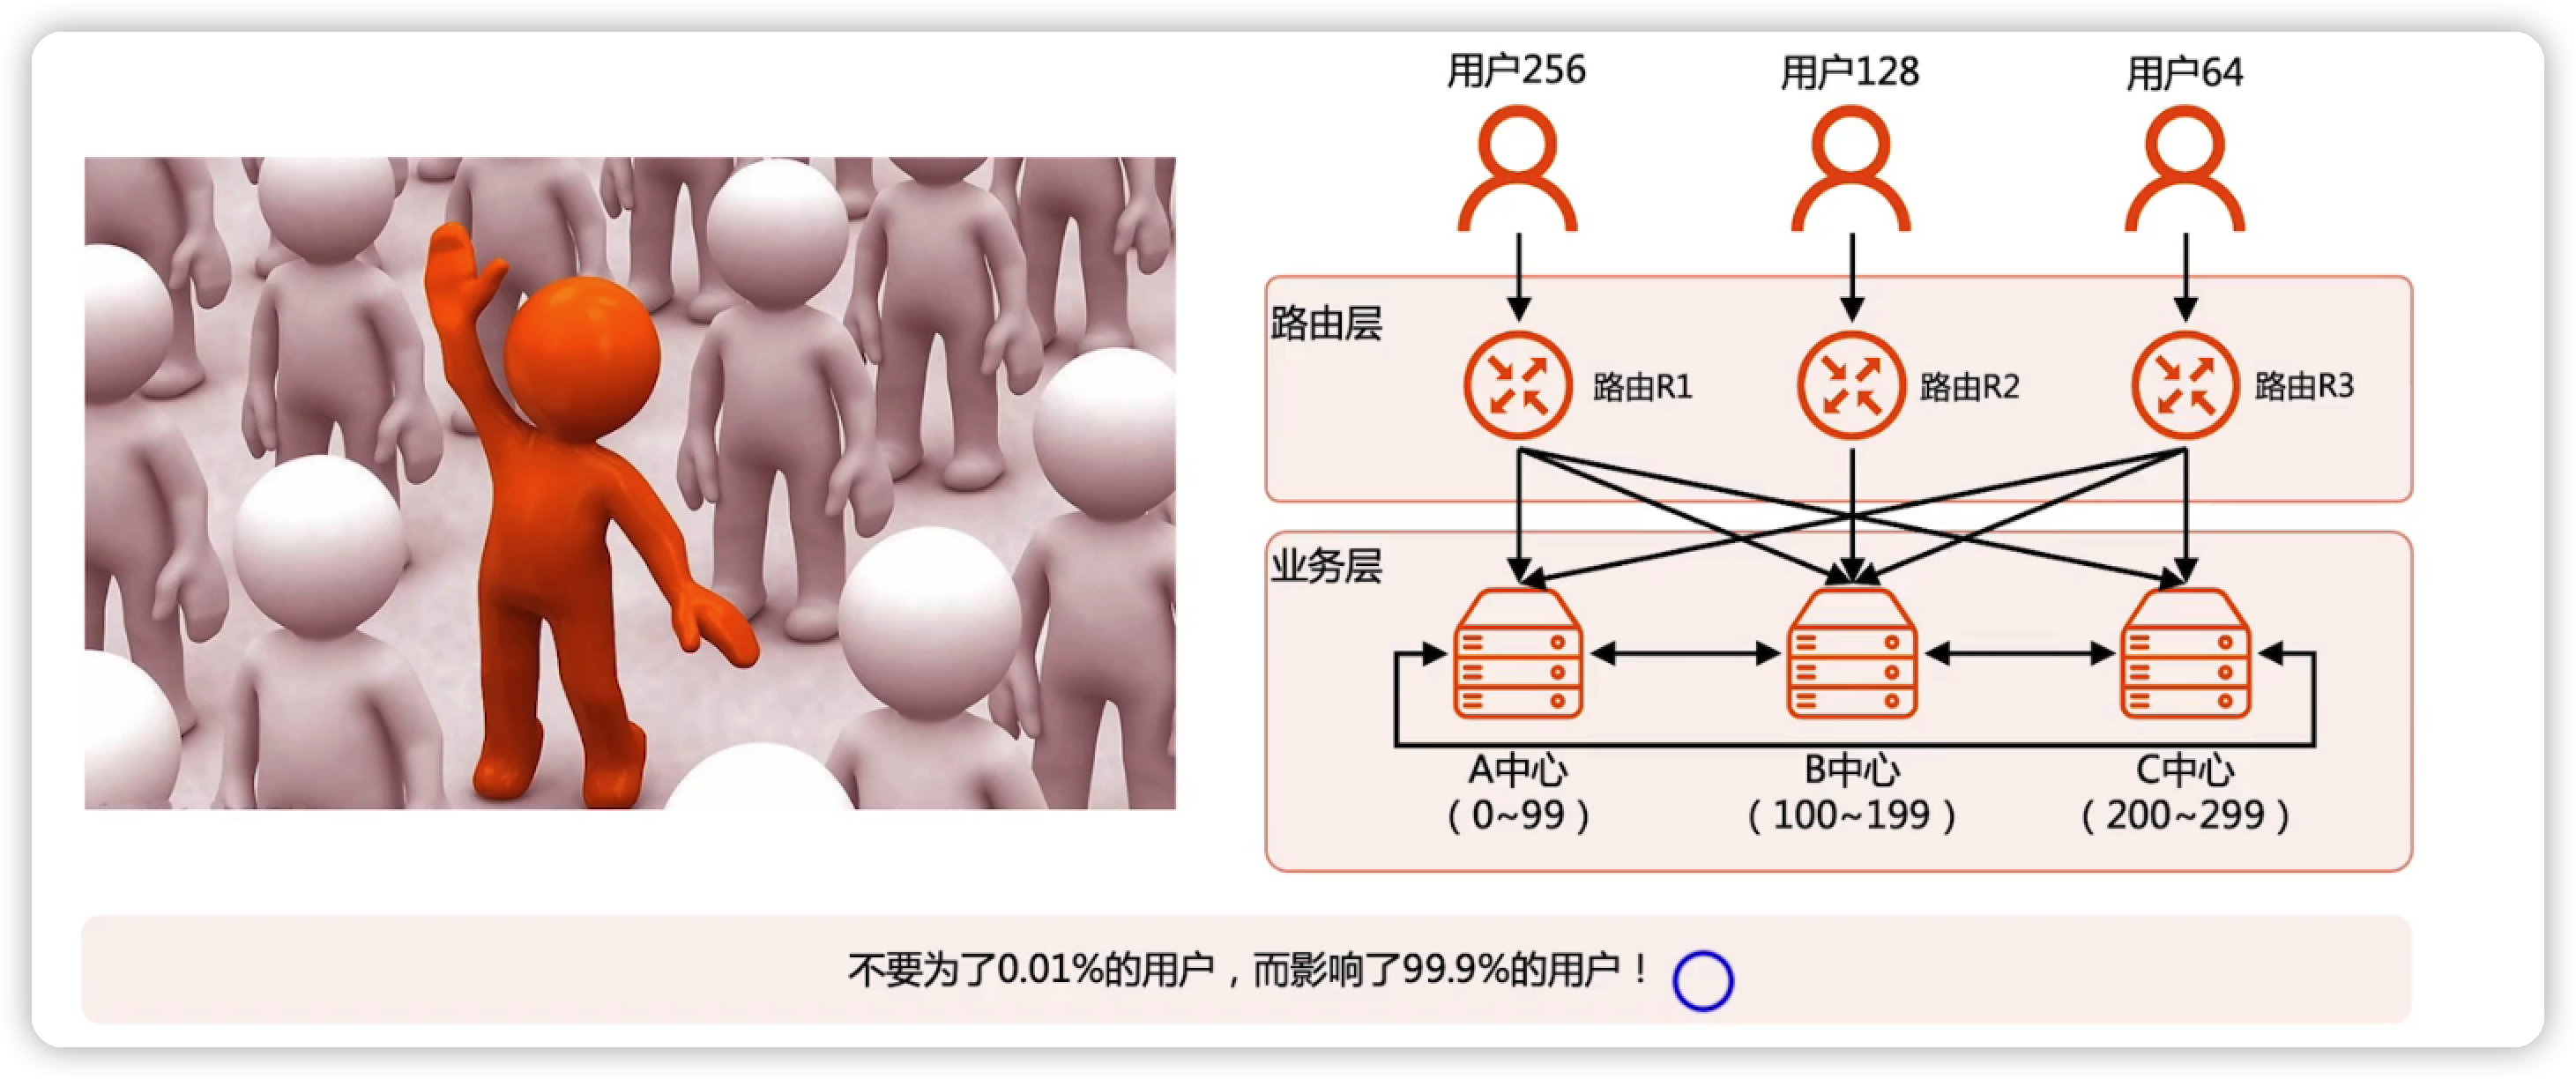 用户256
用户128
用户64
路由层
路由R1
路由R2
路由R3
业务层
A中心
(0~99)
B中心
(100~199)
C中心
(200~299)
不要为了0.01%的用户，而影响了99.9%的用户！